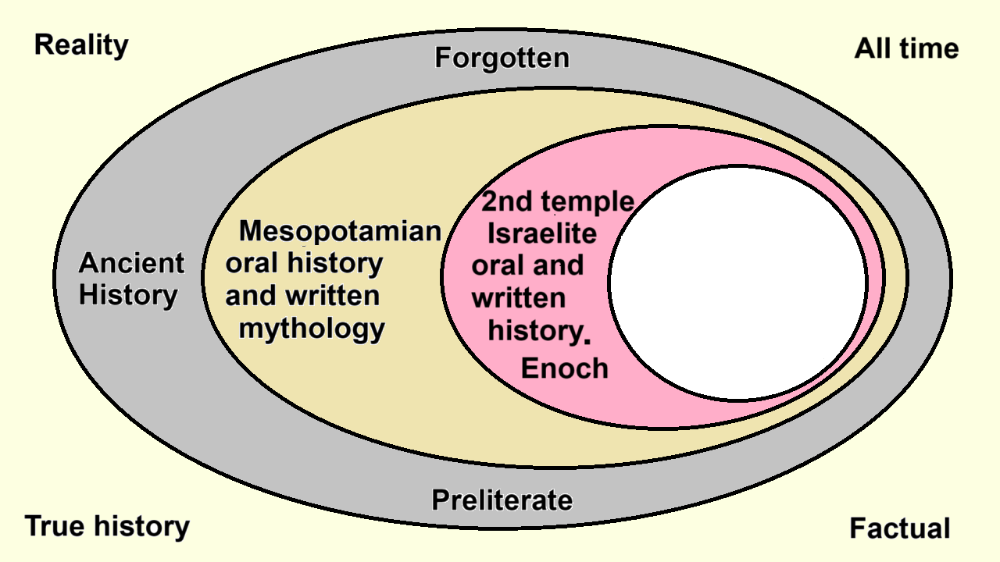 Reality
All time
Forgotten
Ancient
History
Mesopotamian
oral history
and written
mythology
2nd temple
Israelite
oral and
written
history.
Enoch
Preliterate
True history
Factual